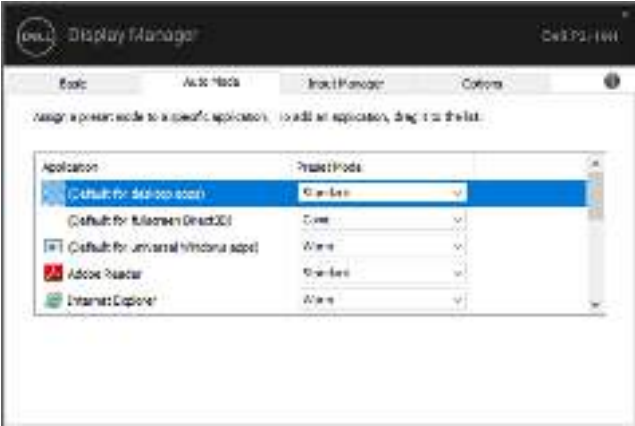 DELL Display Manager
Basic Auto Mode Input Manager Options
Assign a preset mode to a specific application. To add an application, drag it to the list.
Application Preset Mode
(Default for desktop apps) Standard
(Default for fullscreen Direct3D)
(Default for universal Windows apps) Warm
Adobe Reader Standard
Internet Explorer Warm